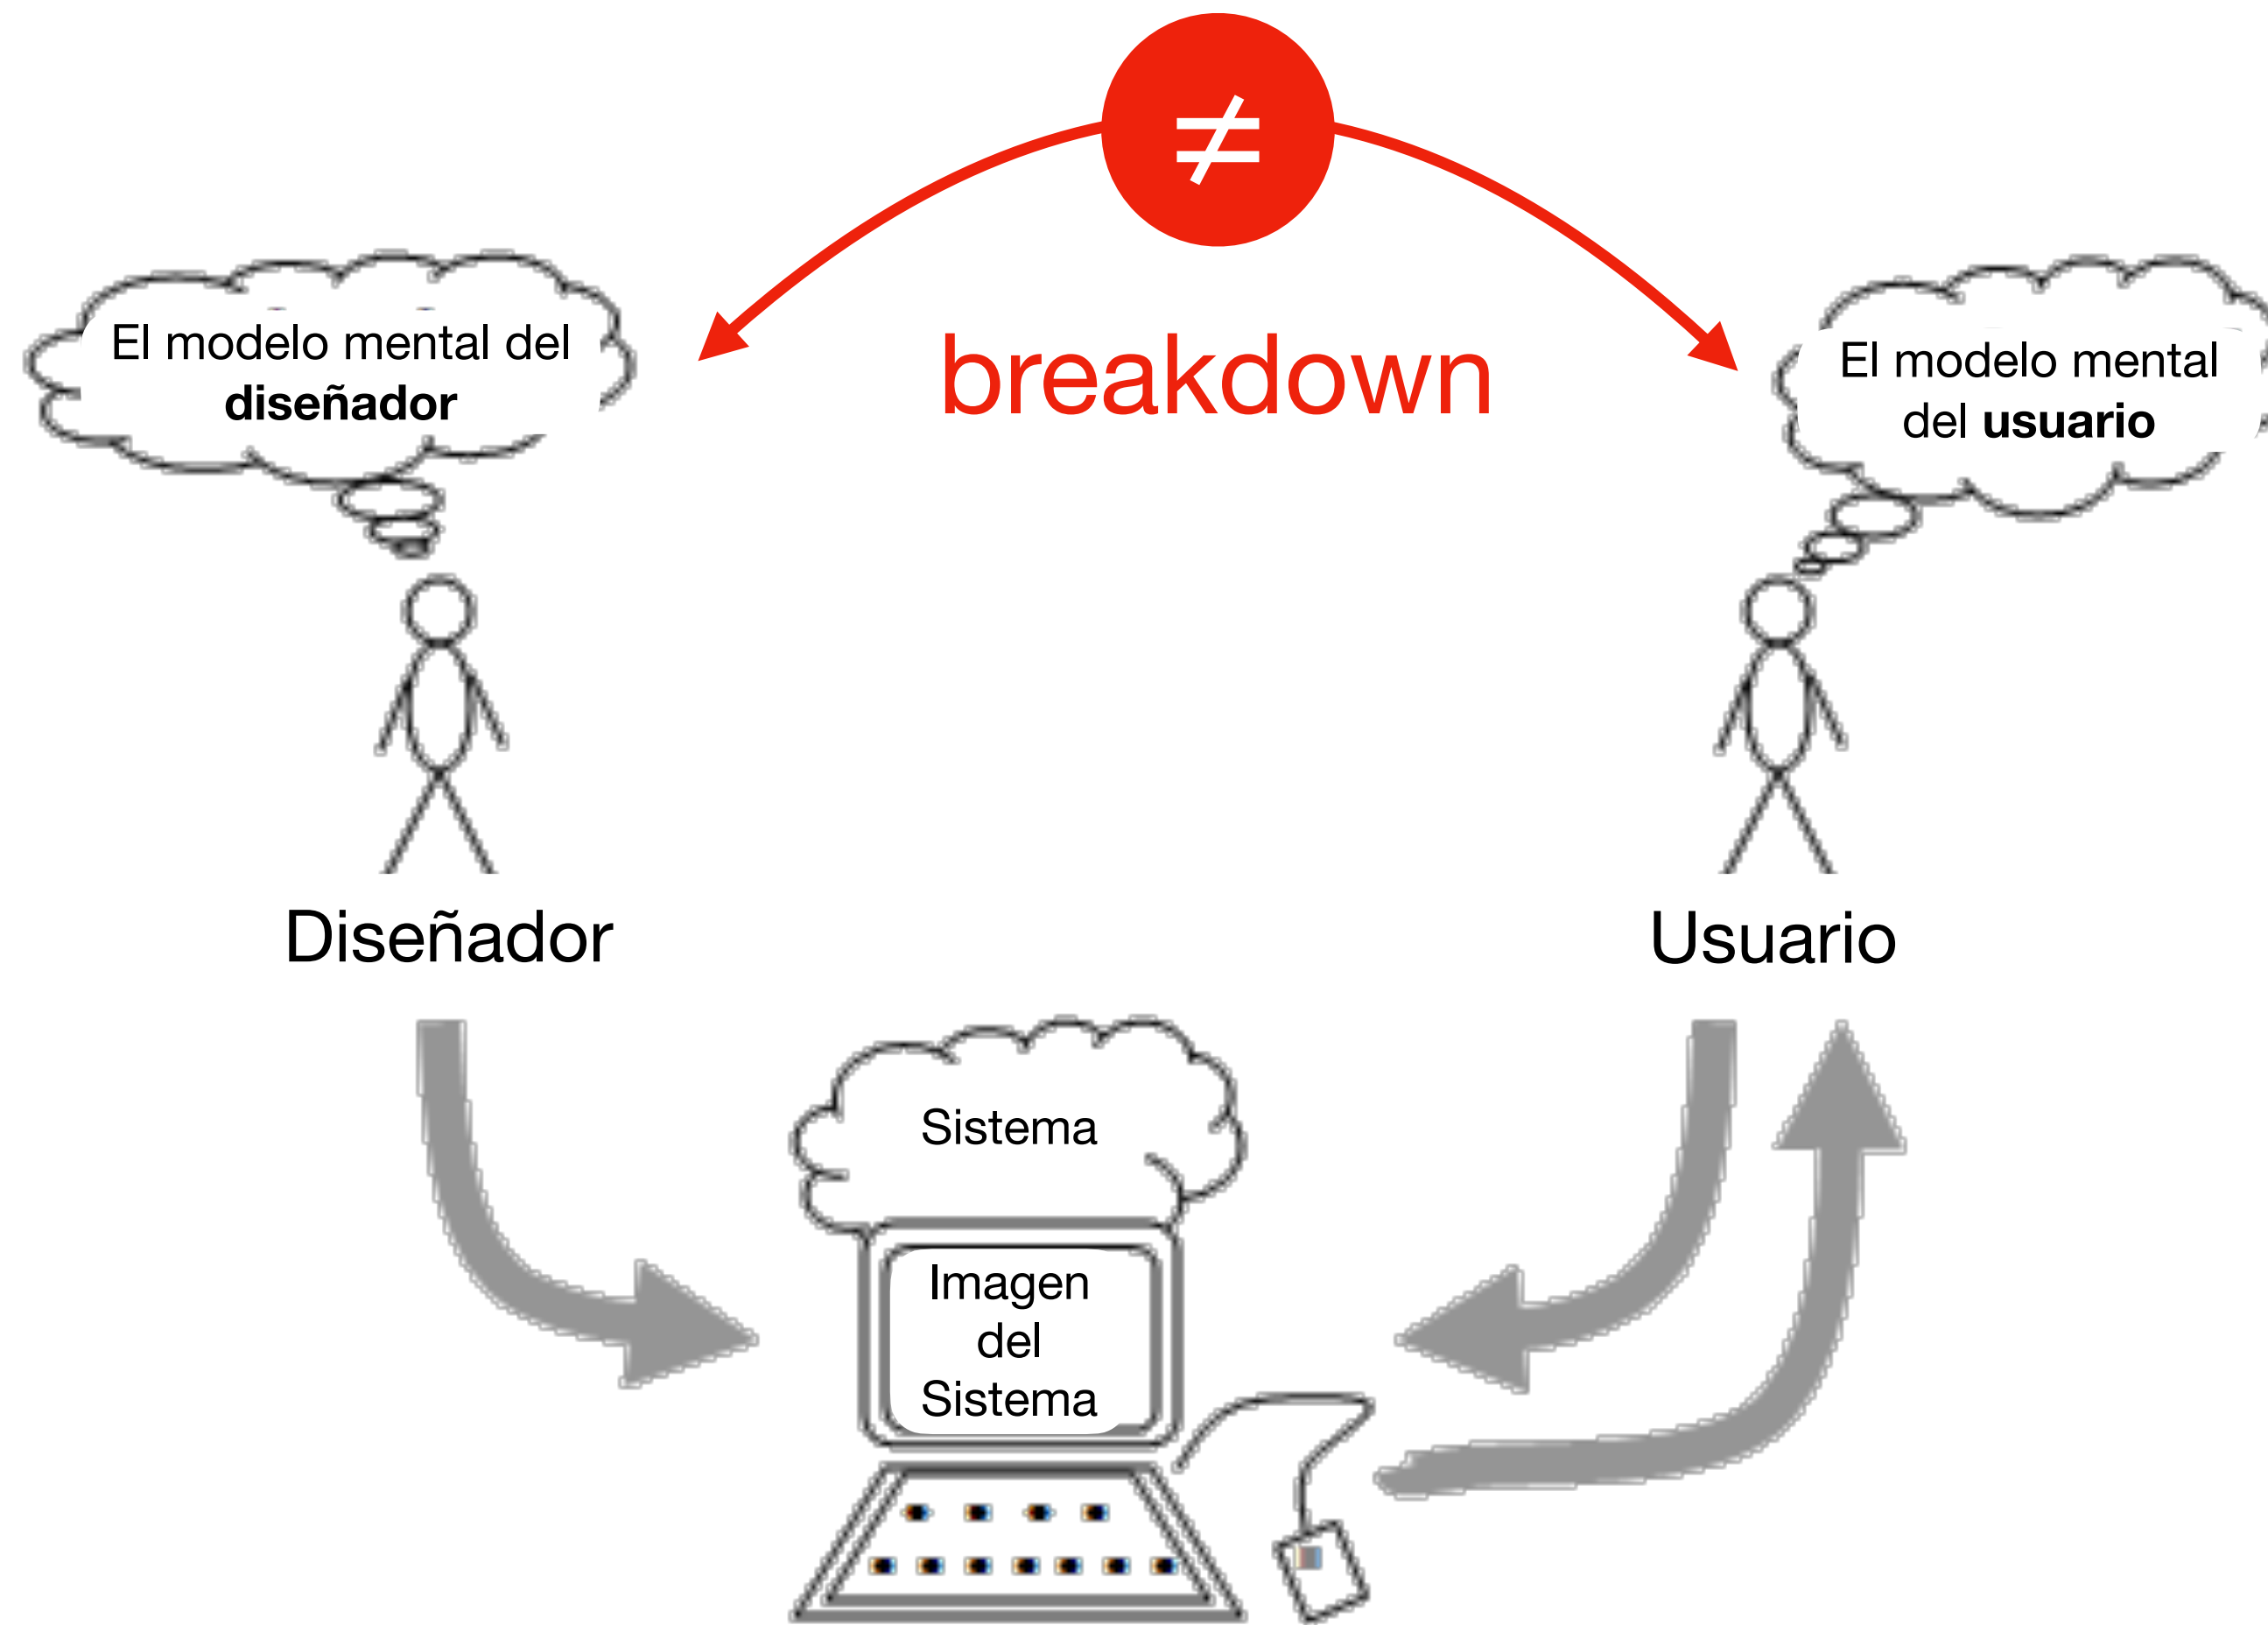 ≠
El modelo mental del
diseñador
breakdown
El modelo mental
del usuario
Diseñador
Usuario
Sistema
Imagen
del
Sistema